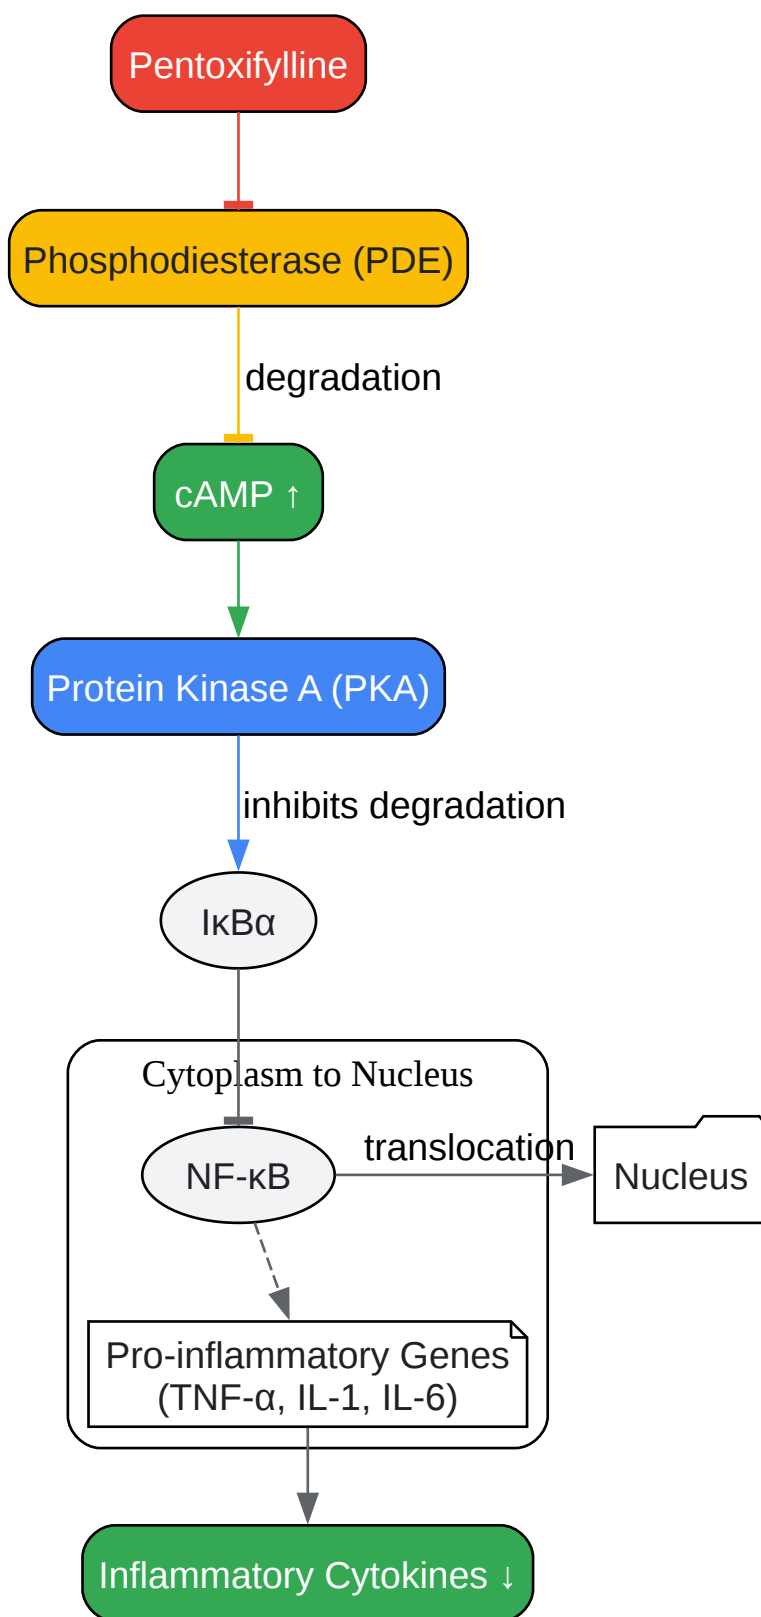 Pentoxifylline
Phosphodiesterase (PDE)
degradation
cAMP ↑
Protein Kinase A (PKA)
inhibits degradation
IκBα
Cytoplasm to Nucleus
translocation
NF-κB
Nucleus
Pro-inflammatory Genes
(TNF-α, IL-1, IL-6)
Inflammatory Cytokines ↓